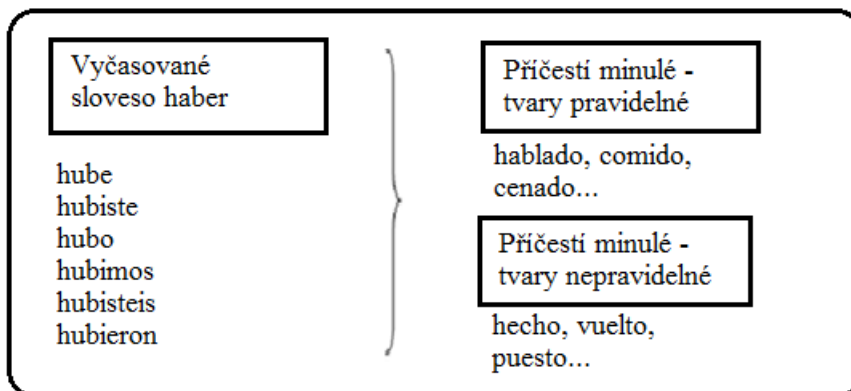 Vyčasované
sloveso haber
hube
hubiste
hubo
hubimos
hubisteis
hubieron
Příčestí minulé -
tvary pravidelné
hablado, comido,
cenado...
Příčestí minulé -
tvary nepravidelné
hecho, vuelto,
puesto...